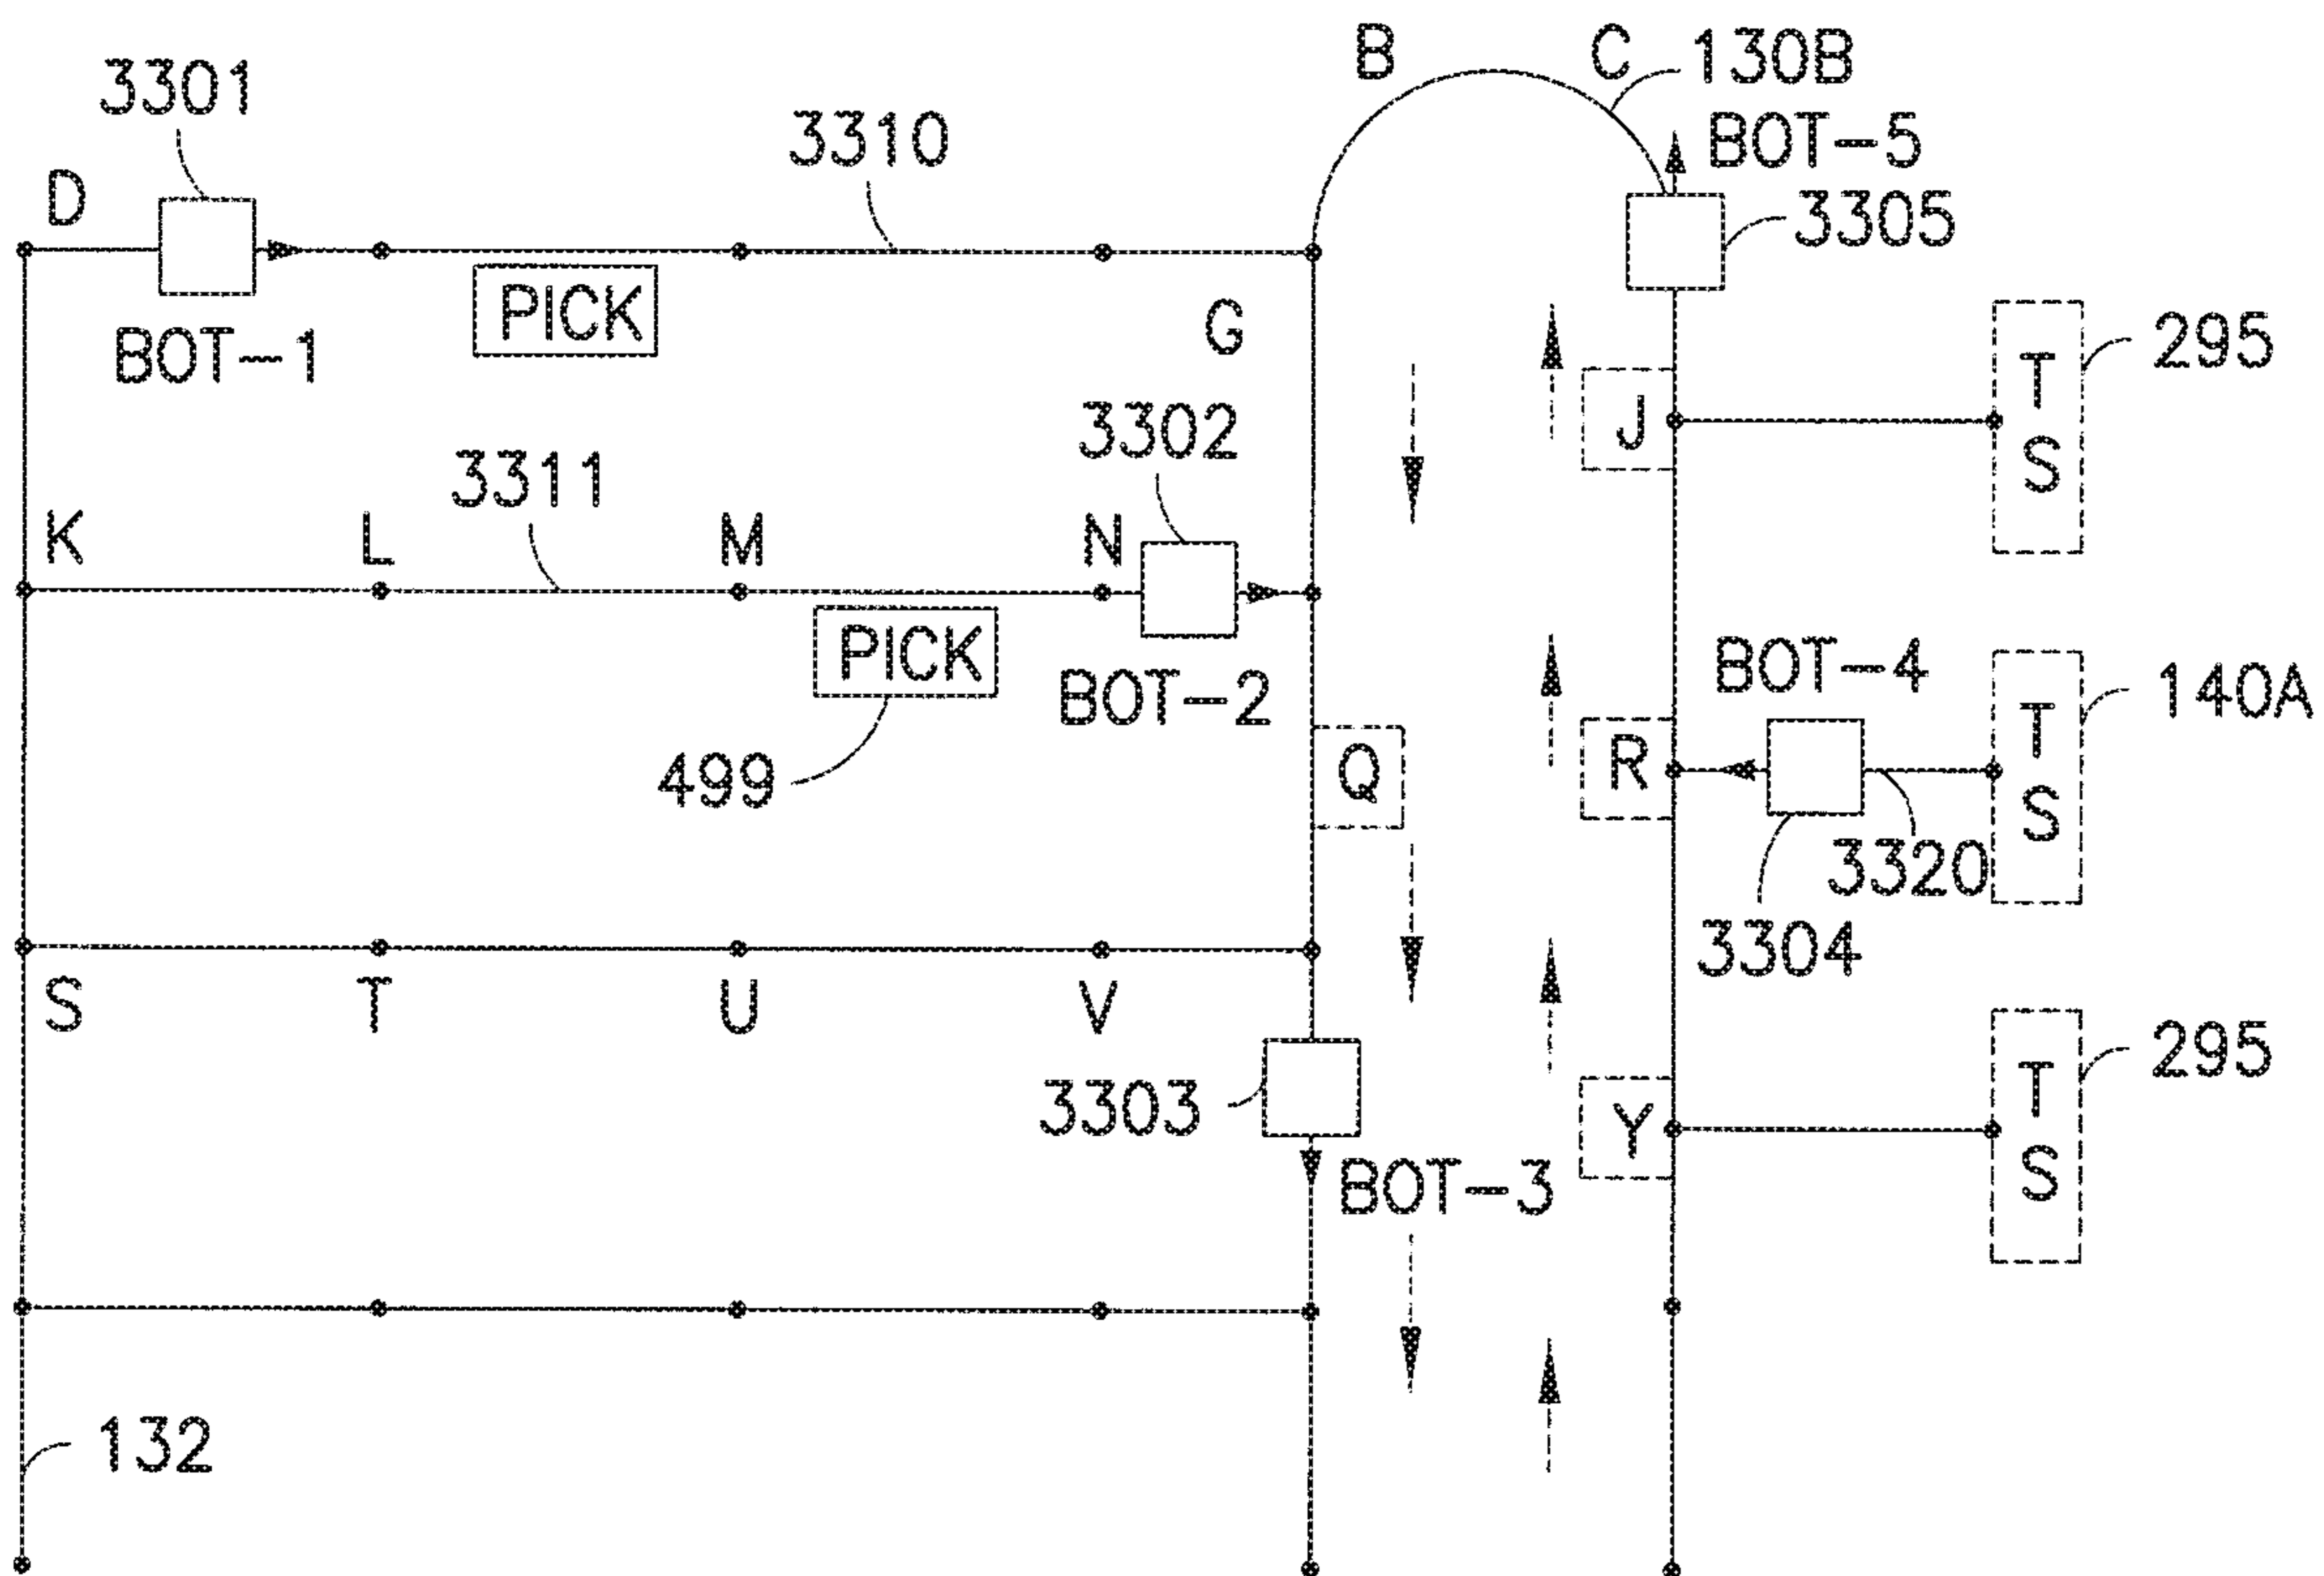 B
C
130B
3301
3310
BOT-5
D
3305
PICK
G
BOT-1
295
T
S
J
3302
3311
K
L
M
N
PICK
BOT-2
BOT-4
140A
T
S
Q
R
499
3320
3304
S
T
U
V
295
T
S
3303
Y
BOT-3
132